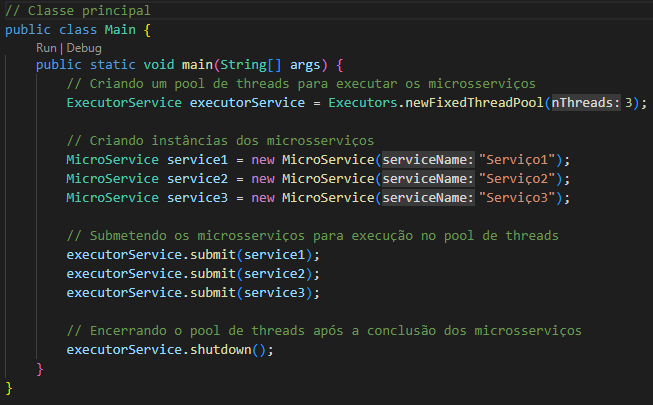 // Classe principal
public class Main {
Run | Debug
public static void main(String[] args) {
// Criando um pool de threads para executar os microsserviços
ExecutorService executorService = Executors.newFixedThreadPool(nThreads: 3);
// Criando instâncias dos microsserviços
MicroService service1 = new MicroService(serviceName: "Serviço1");
MicroService service2 = new MicroService(serviceName: "Serviço2");
MicroService service3 = new MicroService(serviceName: "Serviço3");
// Submetendo os microsserviços para execução no pool de threads
executorService.submit(service1);
executorService.submit(service2);
executorService.submit(service3);
// Encerrando o pool de threads após a conclusão dos microsserviços
executorService.shutdown();
}
}